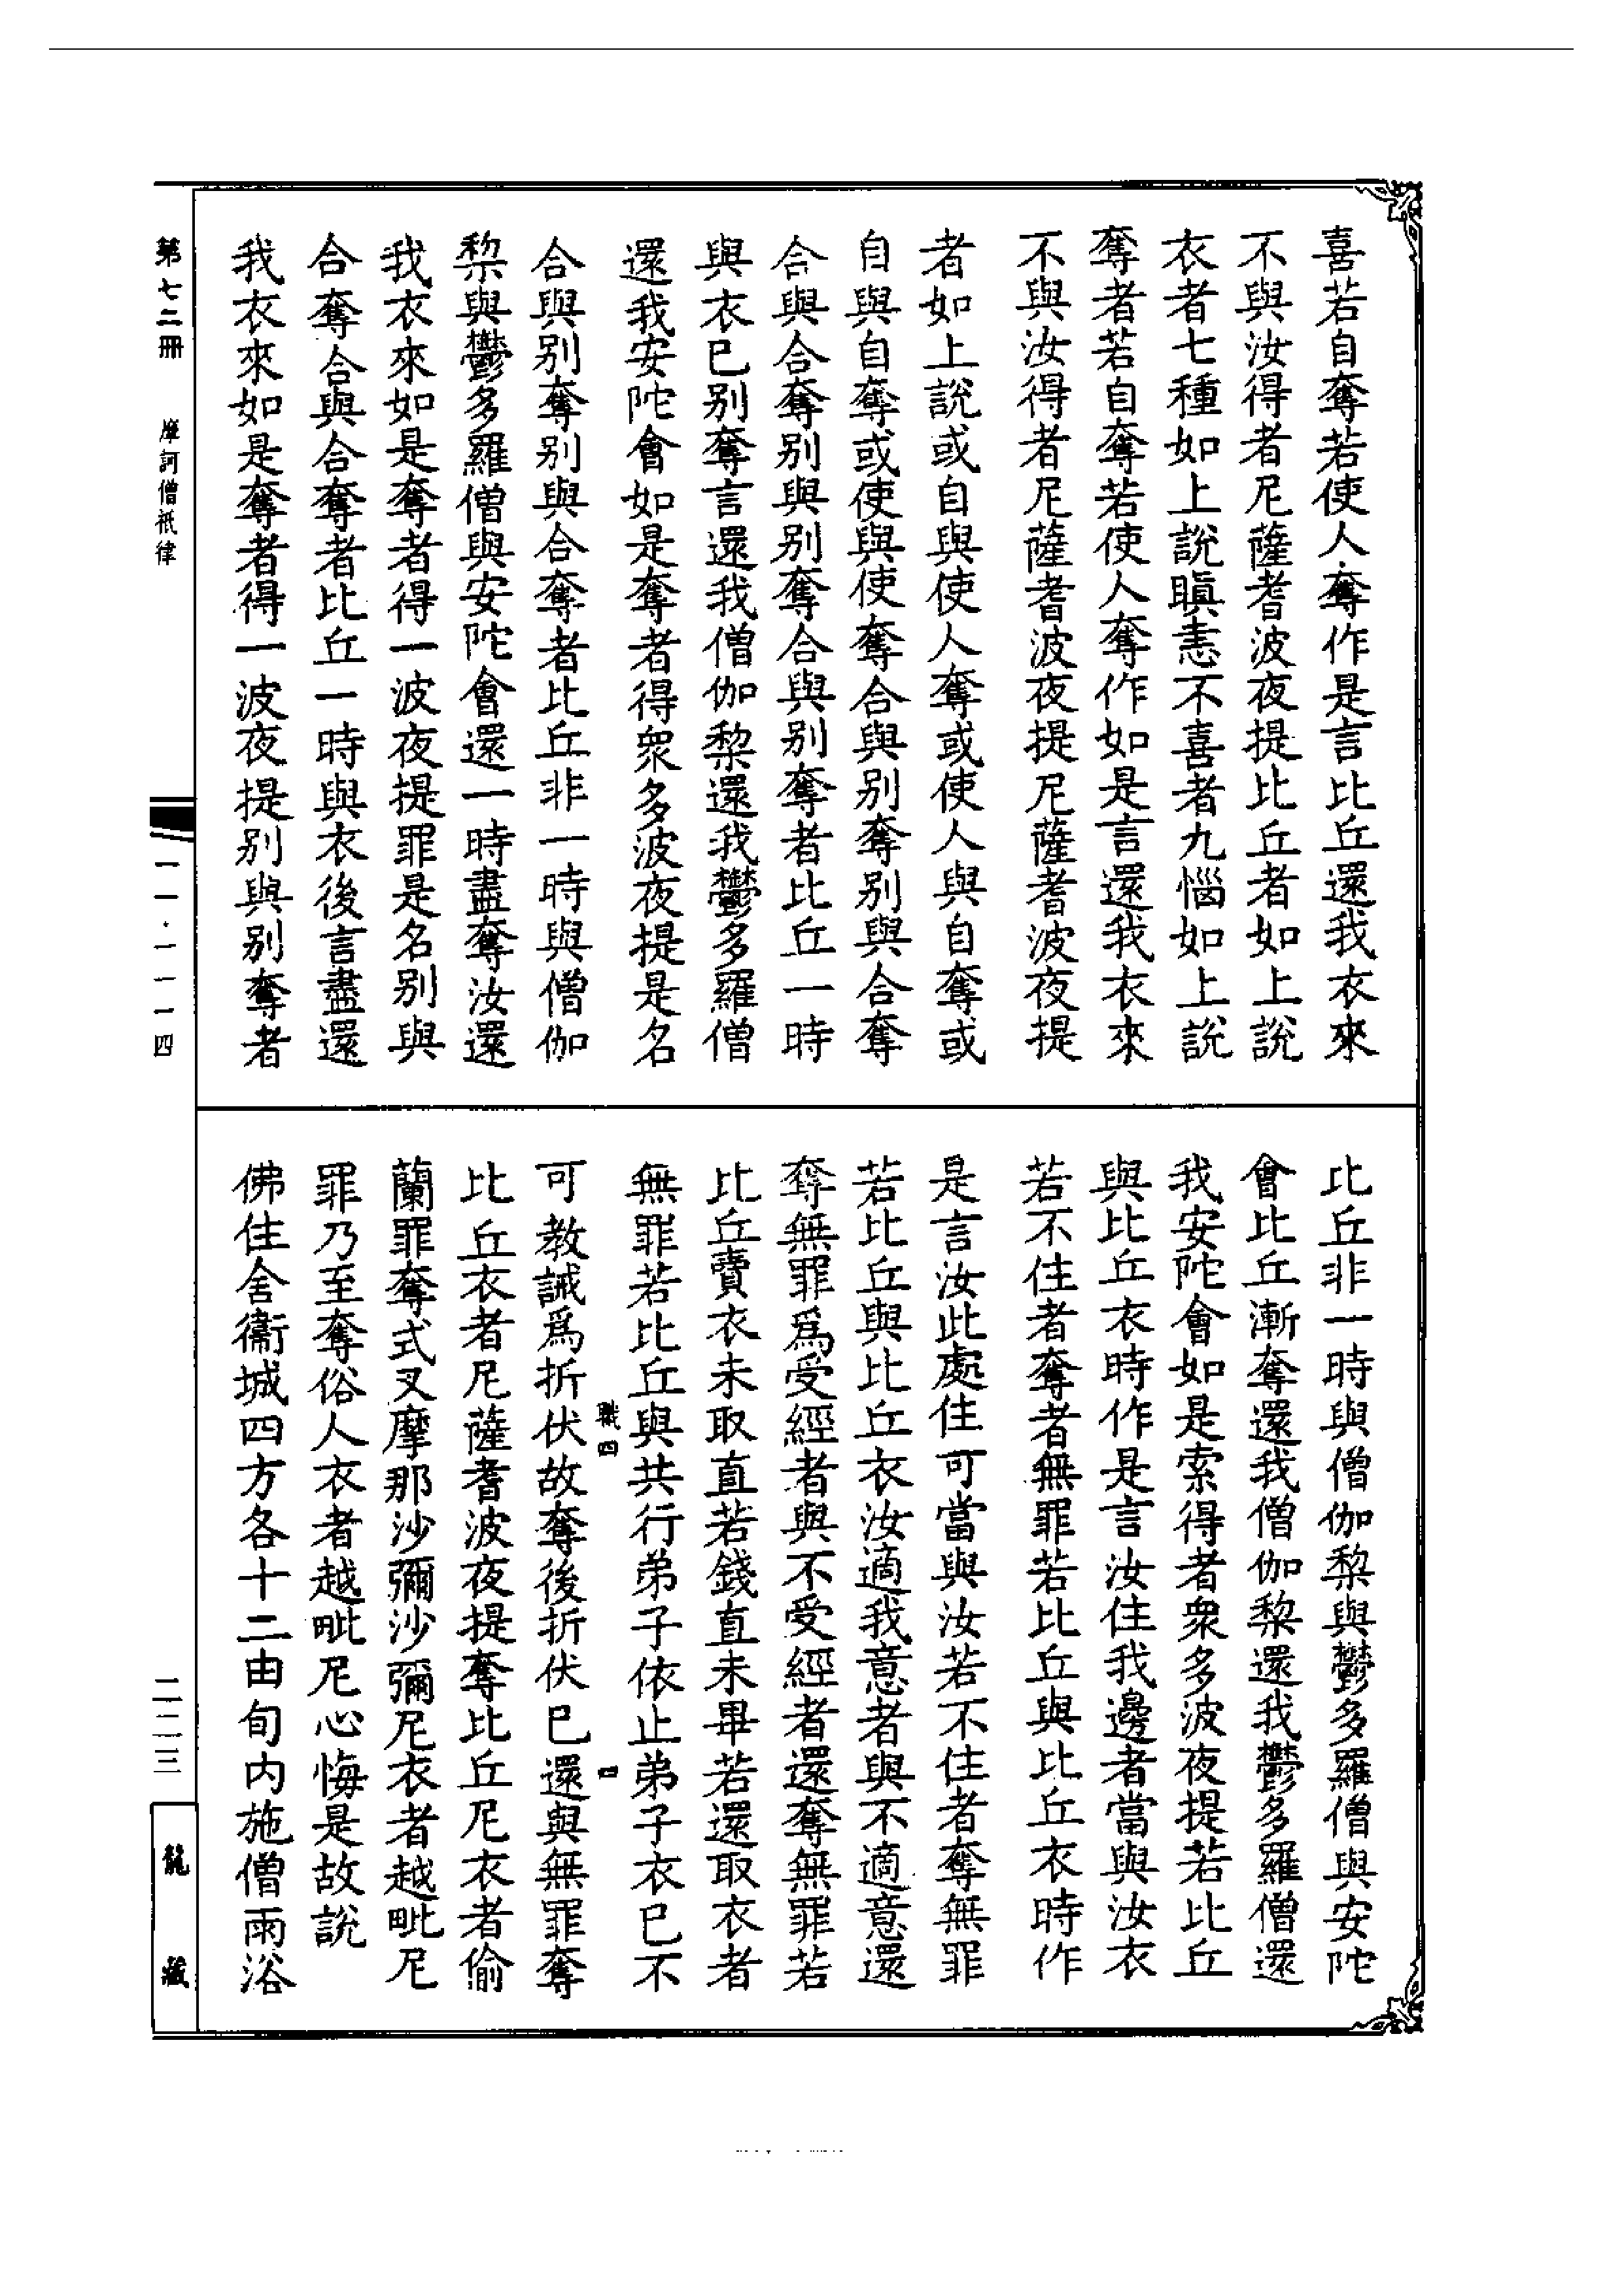 喜若自奪若使人奪作是言比丘還我衣來
不與汝得者尼薩耆波夜提比丘者如上說
衣者七種如上說瞋恚不喜者九惱如上說
奪者若自奪若使人奪作如是言還我衣來
不與汝得者尼薩耆波夜提尼薩耆波夜提
者如上說或自與使人奪或使人與自奪或
自與自奪或使與使奪合與別奪別與合奪
合與合奪別與別奪合與別奪者比丘一時
與衣已別奪言還我僧伽棃還我鬱多羅僧
還我安陀會如是奪者得衆多波夜提是名
合與別奪別與合奪者比丘非一時與僧伽
棃與鬱多羅僧與安陀會還一時盡奪汝還
我衣來如是奪者得一波夜提罪是名別與
合奪合與合奪者比丘一時與衣後言盡還
我衣來如是奪者得一波夜提別與別奪者
比丘非一時與僧伽棃與鬱多羅僧與安陀
會比丘漸奪還我僧伽棃還我鬱多羅僧還
我安陀會如是索得者衆多波夜提若比丘
與比丘衣時作是言汝住我邊者當與汝衣
若不住者奪者無罪若比丘與比丘衣時作
是言汝此處住可當與汝若不住者奪無罪
若比丘與比丘衣汝適我意者與不適意還
奪無罪爲受經者與不受經者還奪無罪若
比丘賣衣未取直若錢直未畢若還取衣者
無罪若比丘與共行弟子依止弟子衣已不
職四
四
可教誡爲折伏故奪後折伏已還與無罪奪
比丘衣者尼薩耆波夜提奪比丘尼衣者偷
蘭罪奪式叉摩那沙彌沙彌尼衣者越毗尼
罪乃至奪俗人衣者越毗尼心悔是故說
佛住舍衞城四方各十二由旬内施僧雨浴
第七二冊
摩訶僧祇律
一一·一一一四
二二三
龍藏